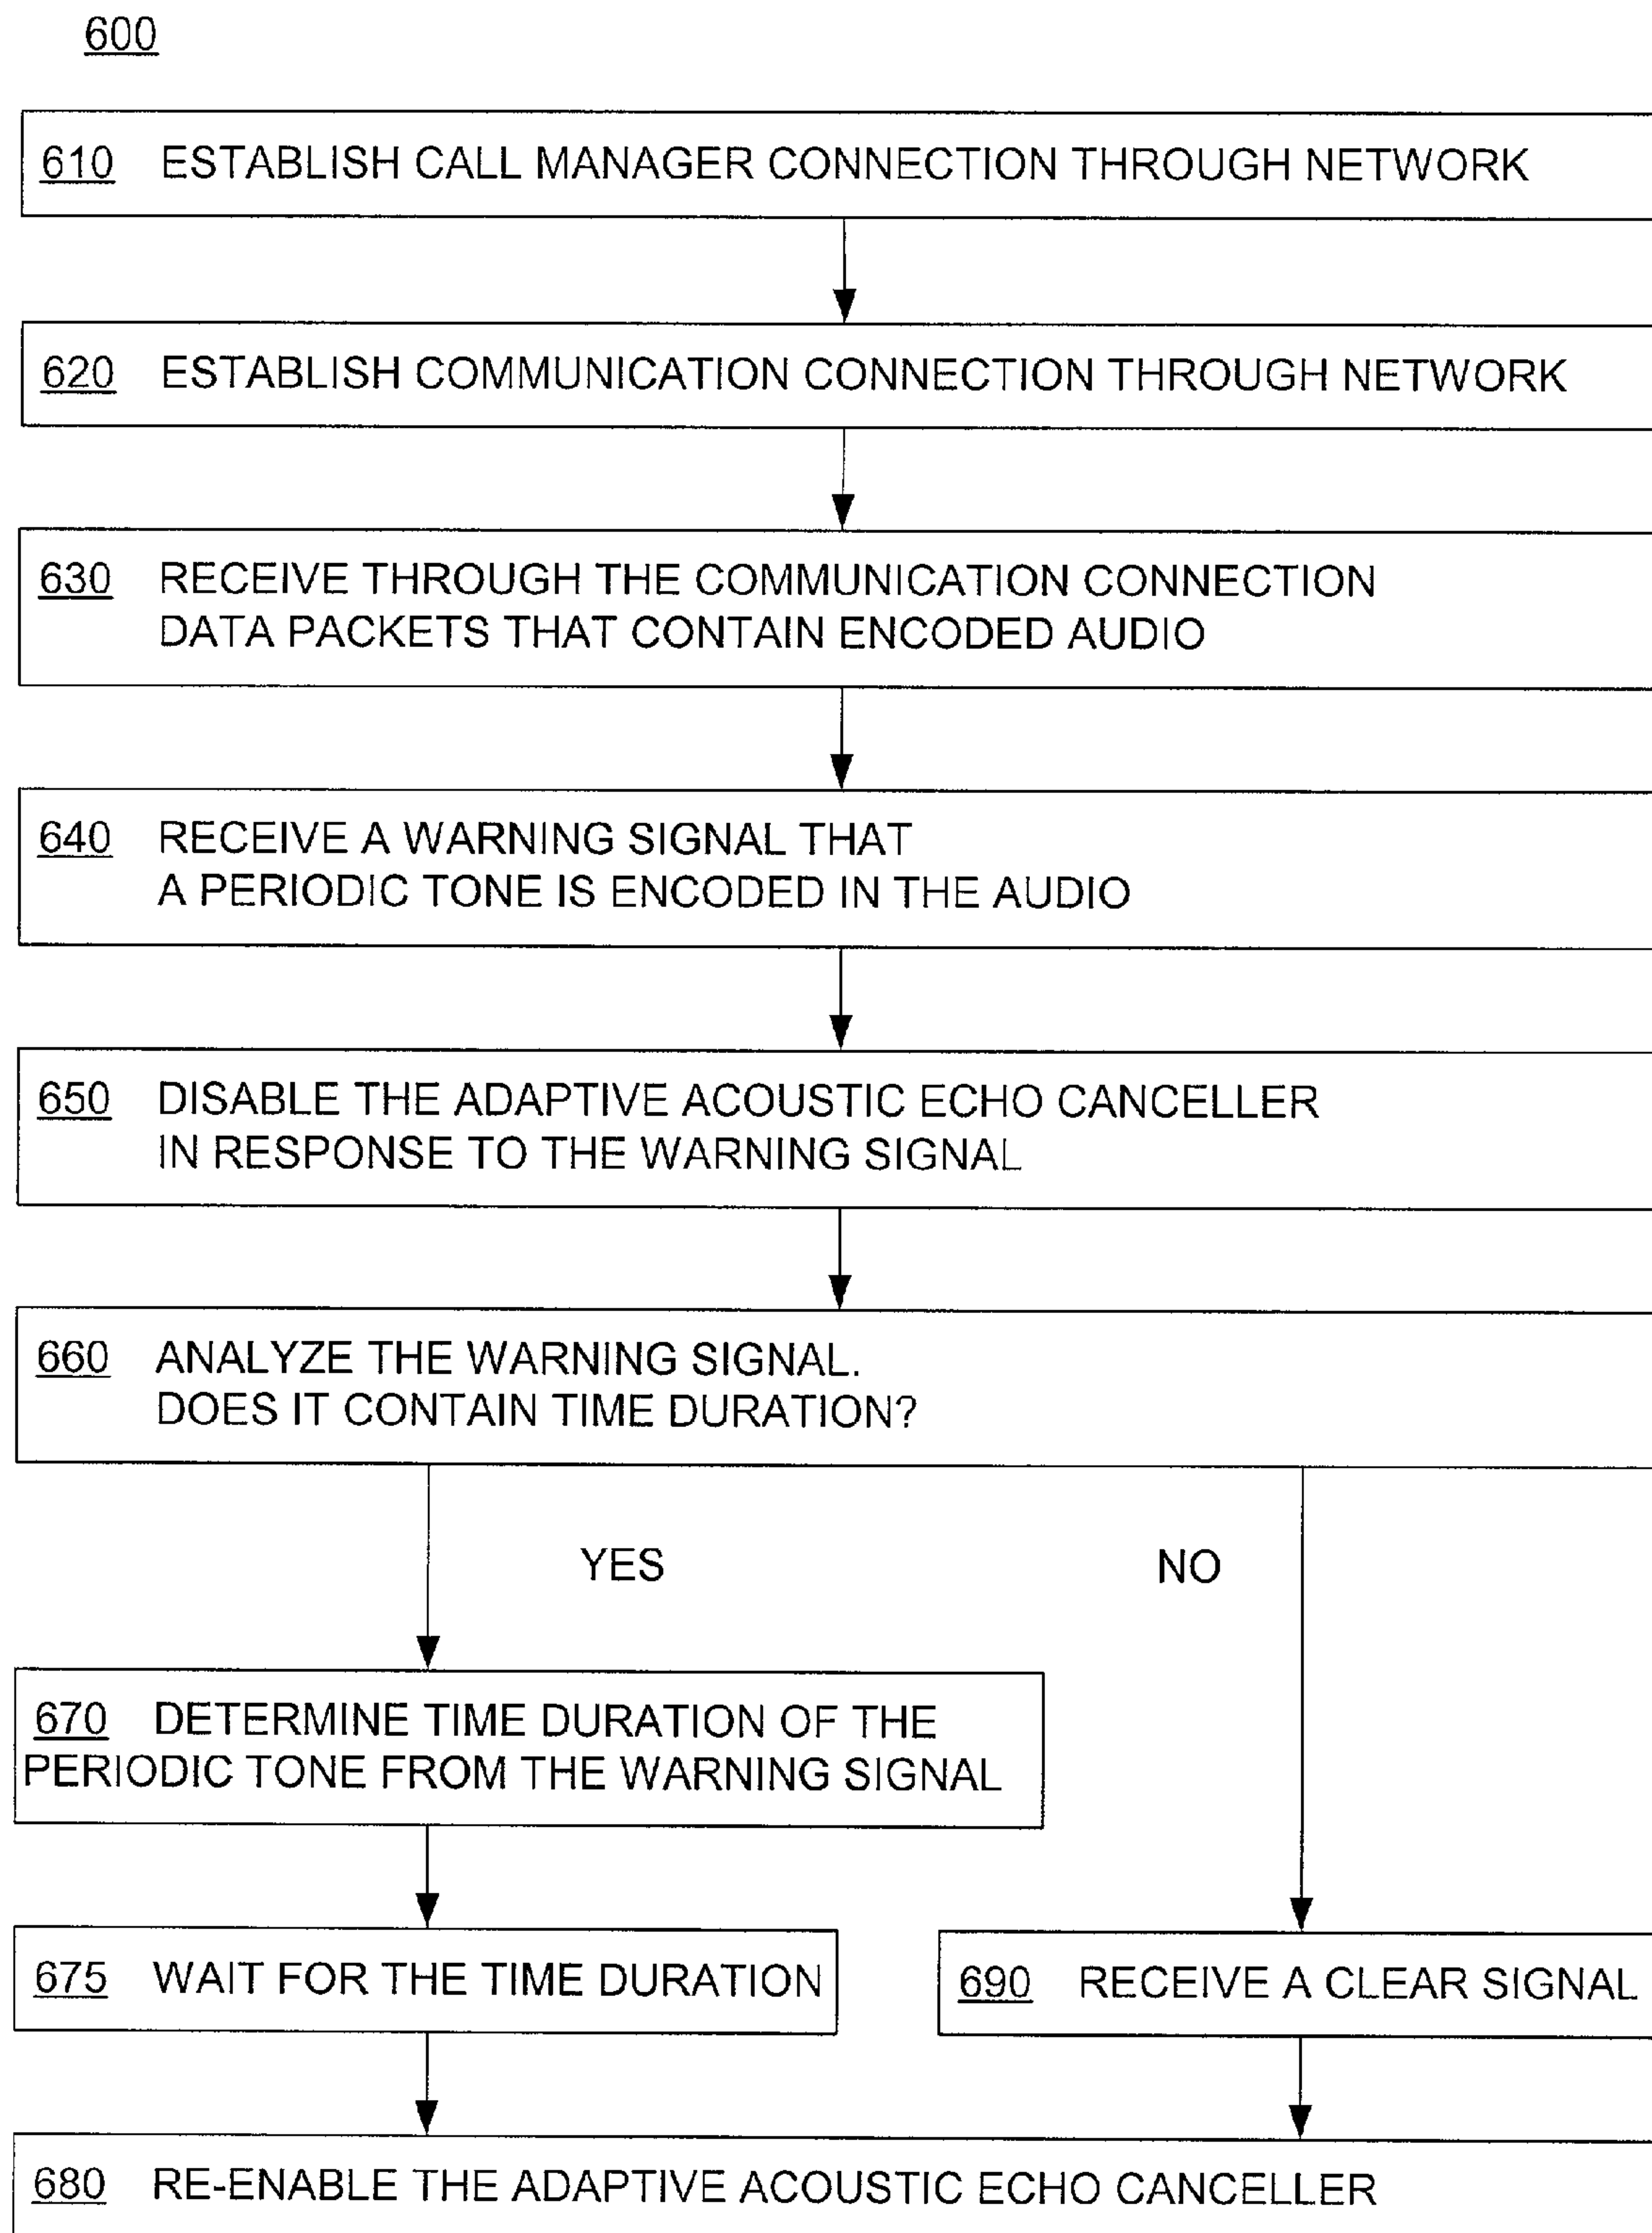 600
610 ESTABLISH CALL MANAGER CONNECTION THROUGH NETWORK
620 ESTABLISH COMMUNICATION CONNECTION THROUGH NETWORK
630 RECEIVE THROUGH THE COMMUNICATION CONNECTION
DATA PACKETS THAT CONTAIN ENCODED AUDIO
640 RECEIVE A WARNING SIGNAL THAT
A PERIODIC TONE IS ENCODED IN THE AUDIO
650 DISABLE THE ADAPTIVE ACOUSTIC ECHO CANCELLER
IN RESPONSE TO THE WARNING SIGNAL
660 ANALYZE THE WARNING SIGNAL.
DOES IT CONTAIN TIME DURATION?
YES
NO
670 DETERMINE TIME DURATION OF THE
PERIODIC TONE FROM THE WARNING SIGNAL
675 WAIT FOR THE TIME DURATION
690 RECEIVE A CLEAR SIGNAL
680 RE-ENABLE THE ADAPTIVE ACOUSTIC ECHO CANCELLER